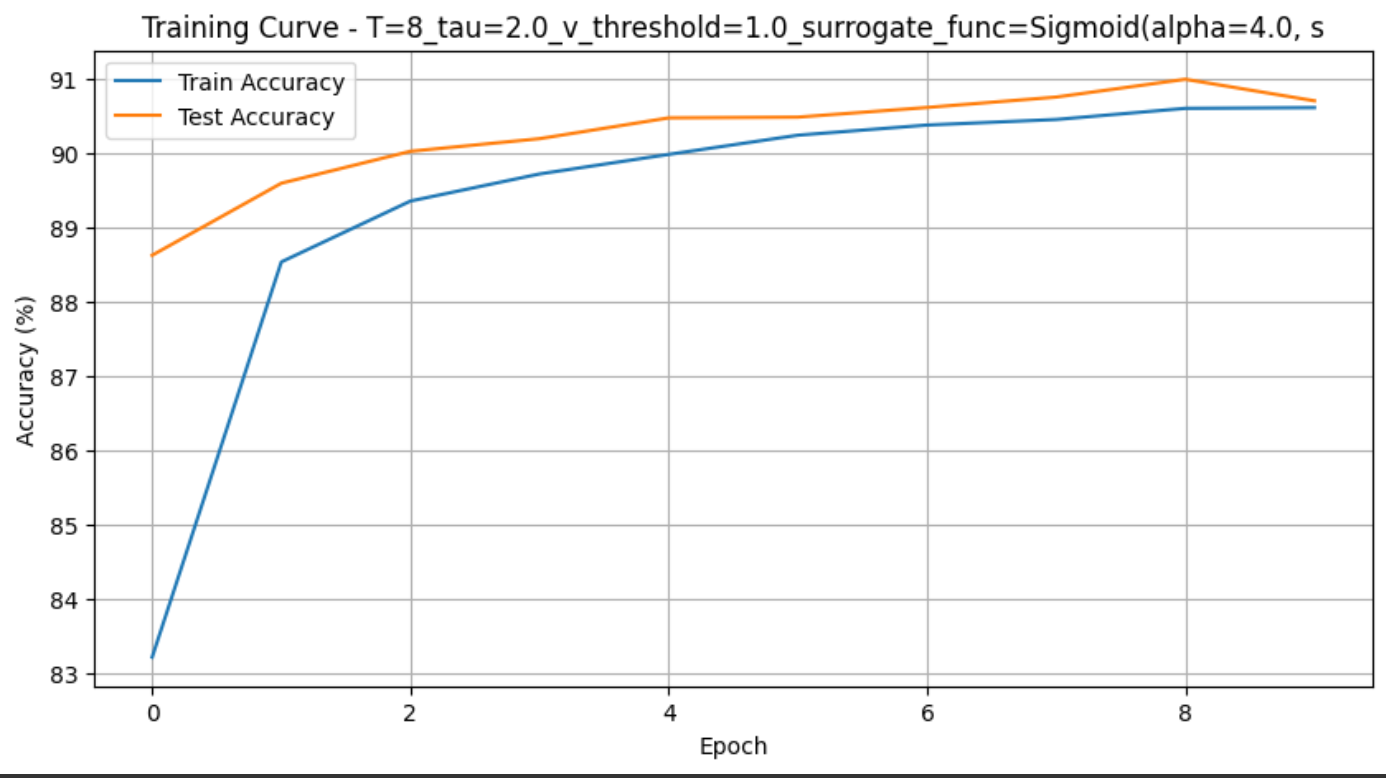 Training Curve - T=8_tau=2.0_v_threshold=1.0_surrogate_func=Sigmoid(alpha=4.0, s
Train Accuracy
Test Accuracy
Accuracy (%)
91
90
89
88
87
86
85
84
83
0 2 4 6 8
Epoch